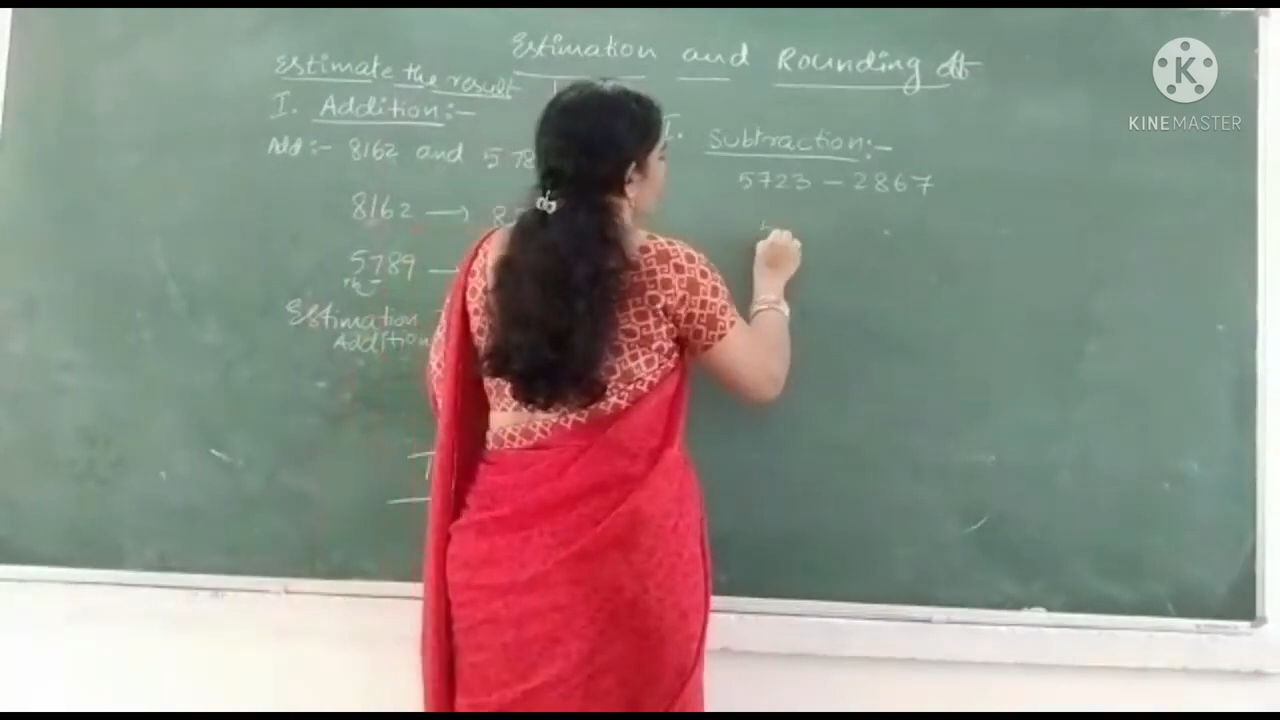 Estimation and Rounding off
Estimate the result
I. Addition:-
Add:- 8162 and 578
8162 →
5789 —
Estimation
Addition
I. Subtraction:-
5723 - 2867
KINEMASTER